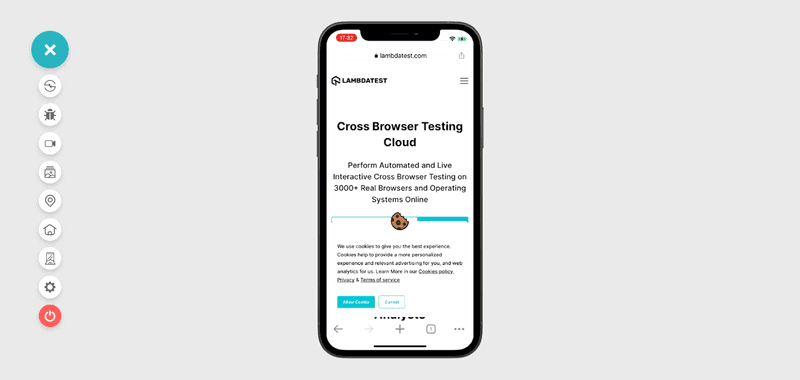 17:32
lambdatest.com
LAMBDATEST
Cross Browser Testing
Cloud
Perform Automated and Live
Interactive Cross Browser Testing on
3000+ Real Browsers and Operating
Systems Online
We use cookies to give you the best experience.
Cookies help to provide a more personalized
experience and relevant advertising for you, and web
analytics for us. Learn More in our Cookies policy,
Privacy & Terms of service
Allow Cookie Cancel
Analysts
1